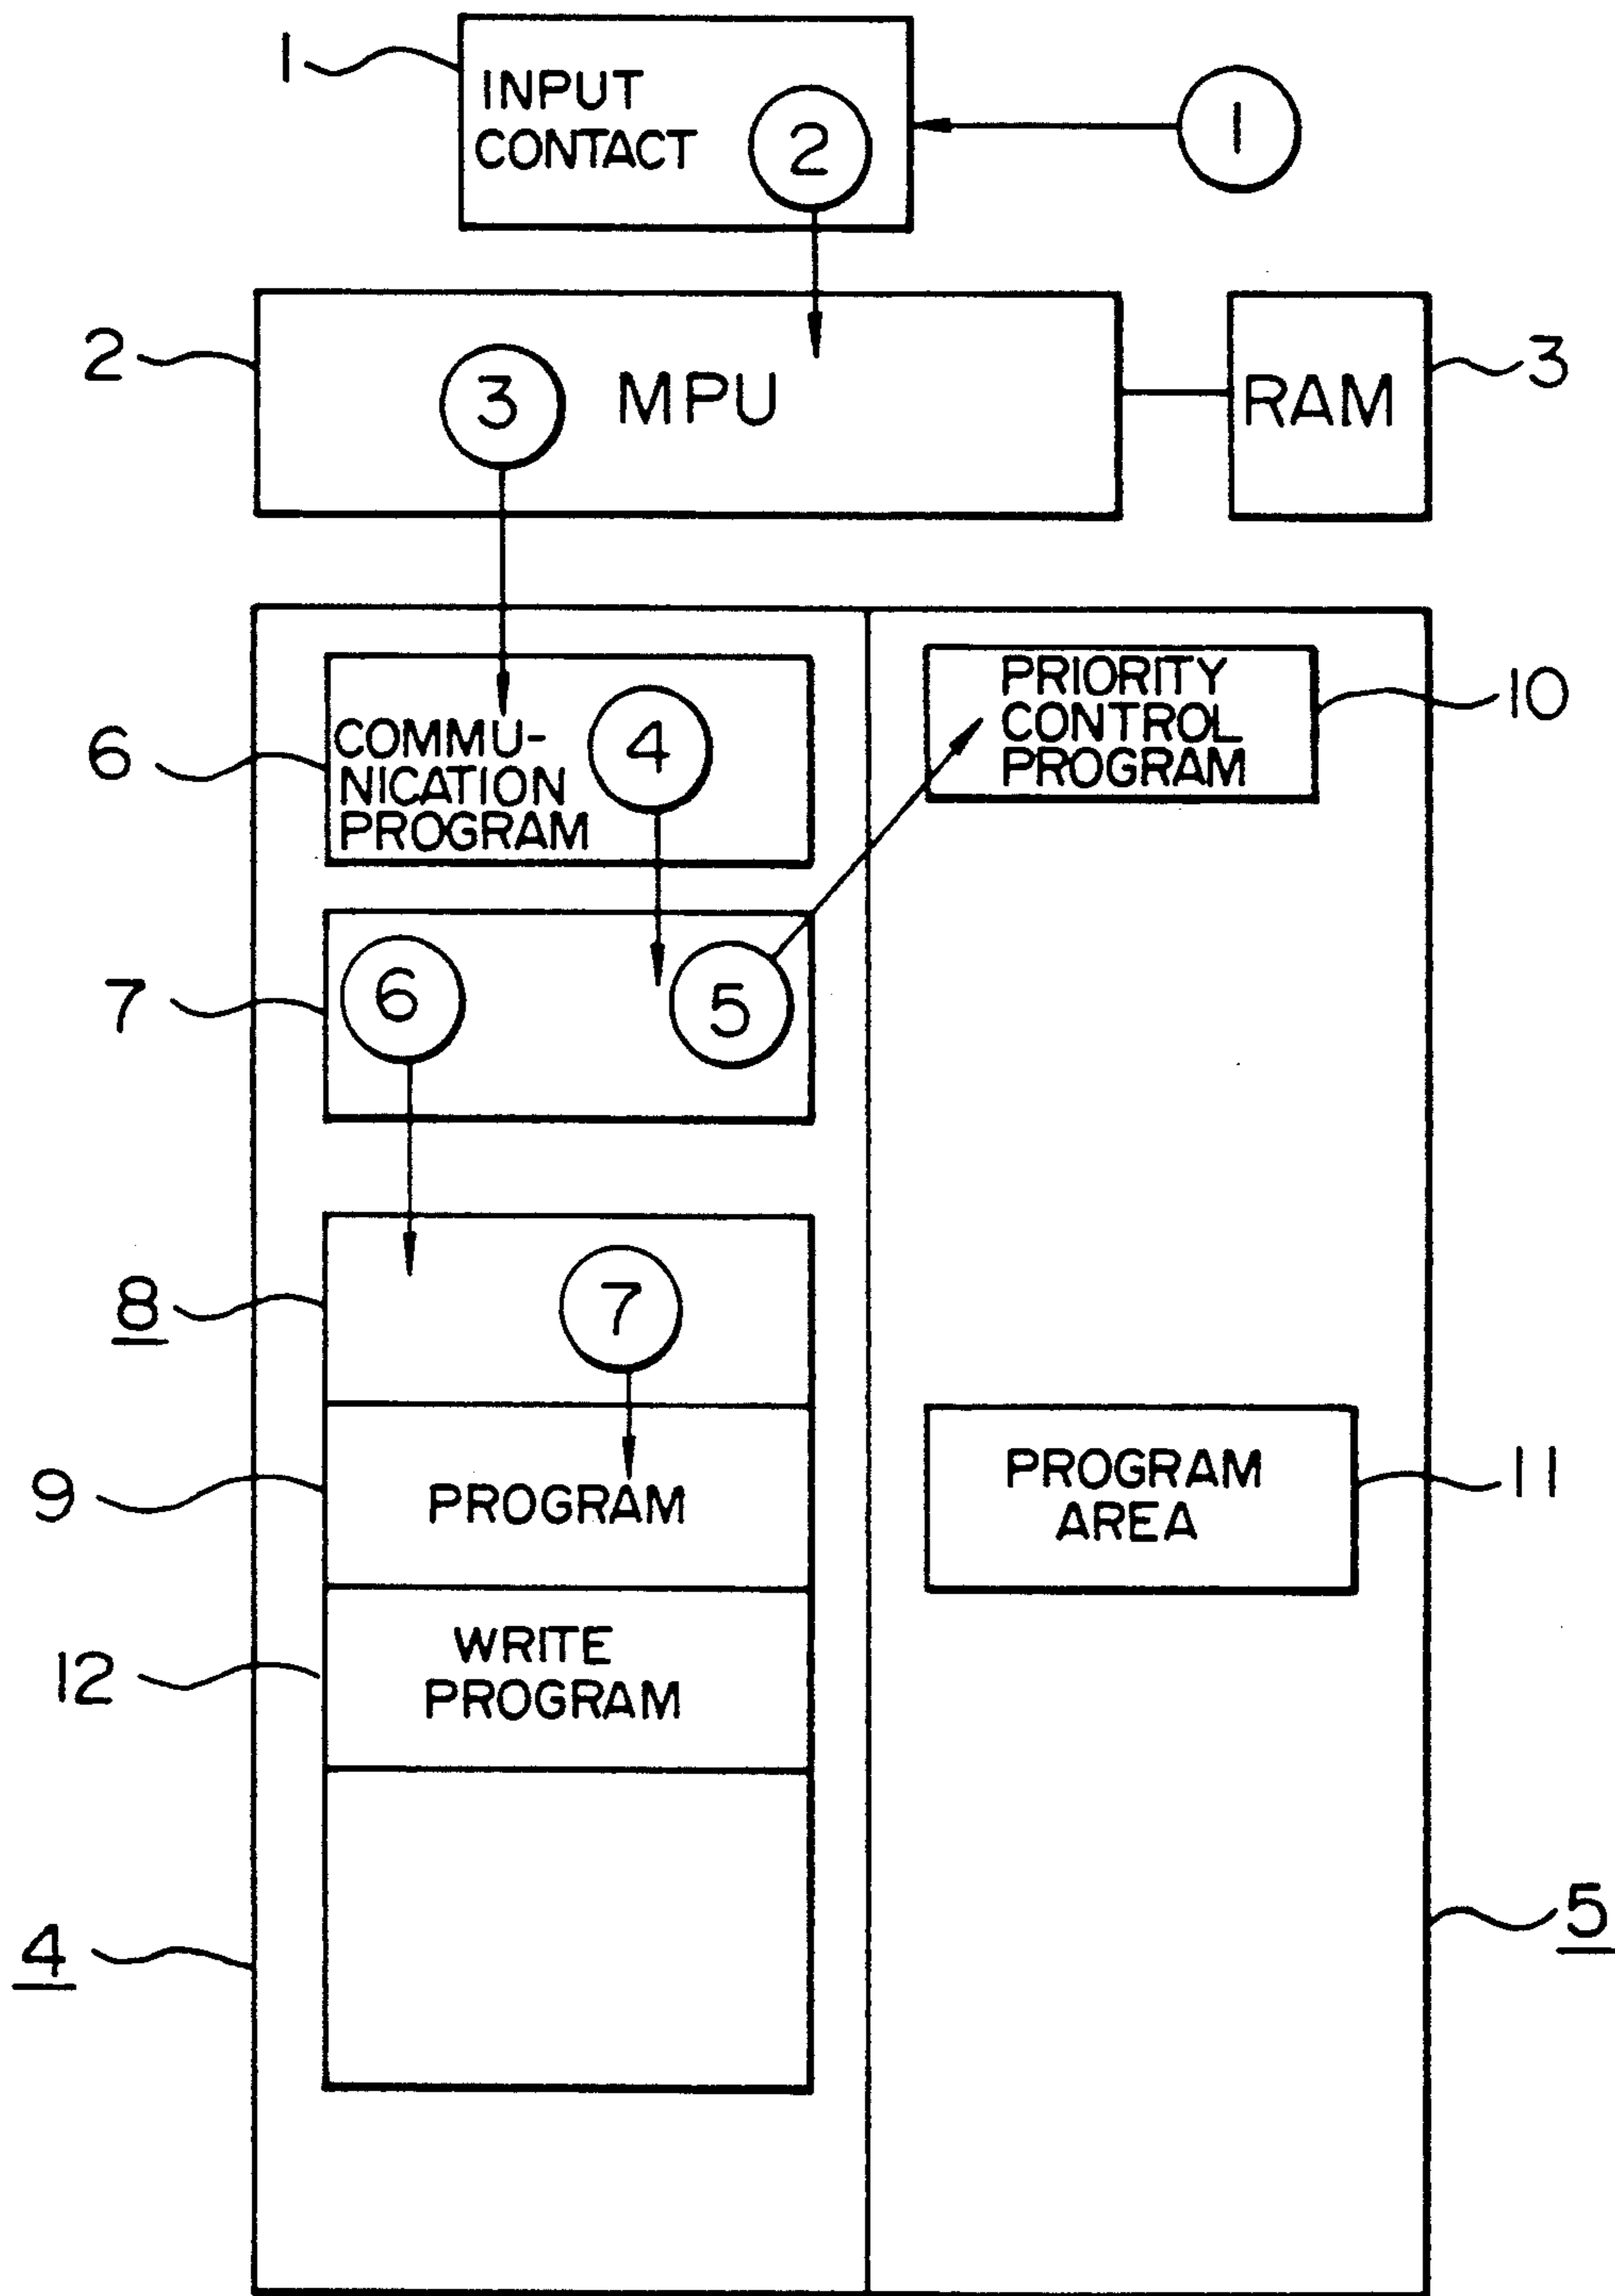 1
INPUT
CONTACT
2
1
2
3
MPU
RAM
3
6
COMMU-
NICATION
PROGRAM
4
PRIORITY
CONTROL
PROGRAM
10
7
6
5
8
7
9
PROGRAM
PROGRAM
AREA
11
12
WRITE
PROGRAM
4
5